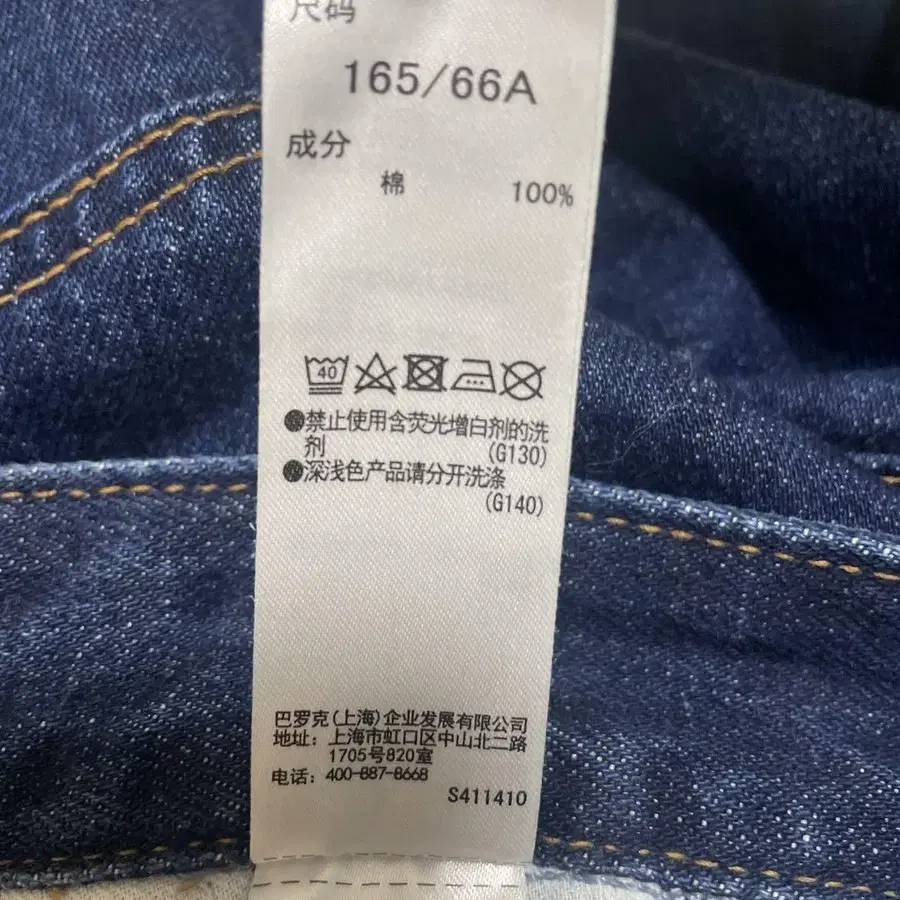 尺码
165/66A
成分
棉 100%
40
●禁止使用含荧光增白剂的洗
剂 (G130)
●深浅色产品请分开洗涤
(G140)
巴罗克(上海)企业发展有限公司
地址: 上海市虹口区中山北二路
1705号820室
电话: 400-887-8668
S411410